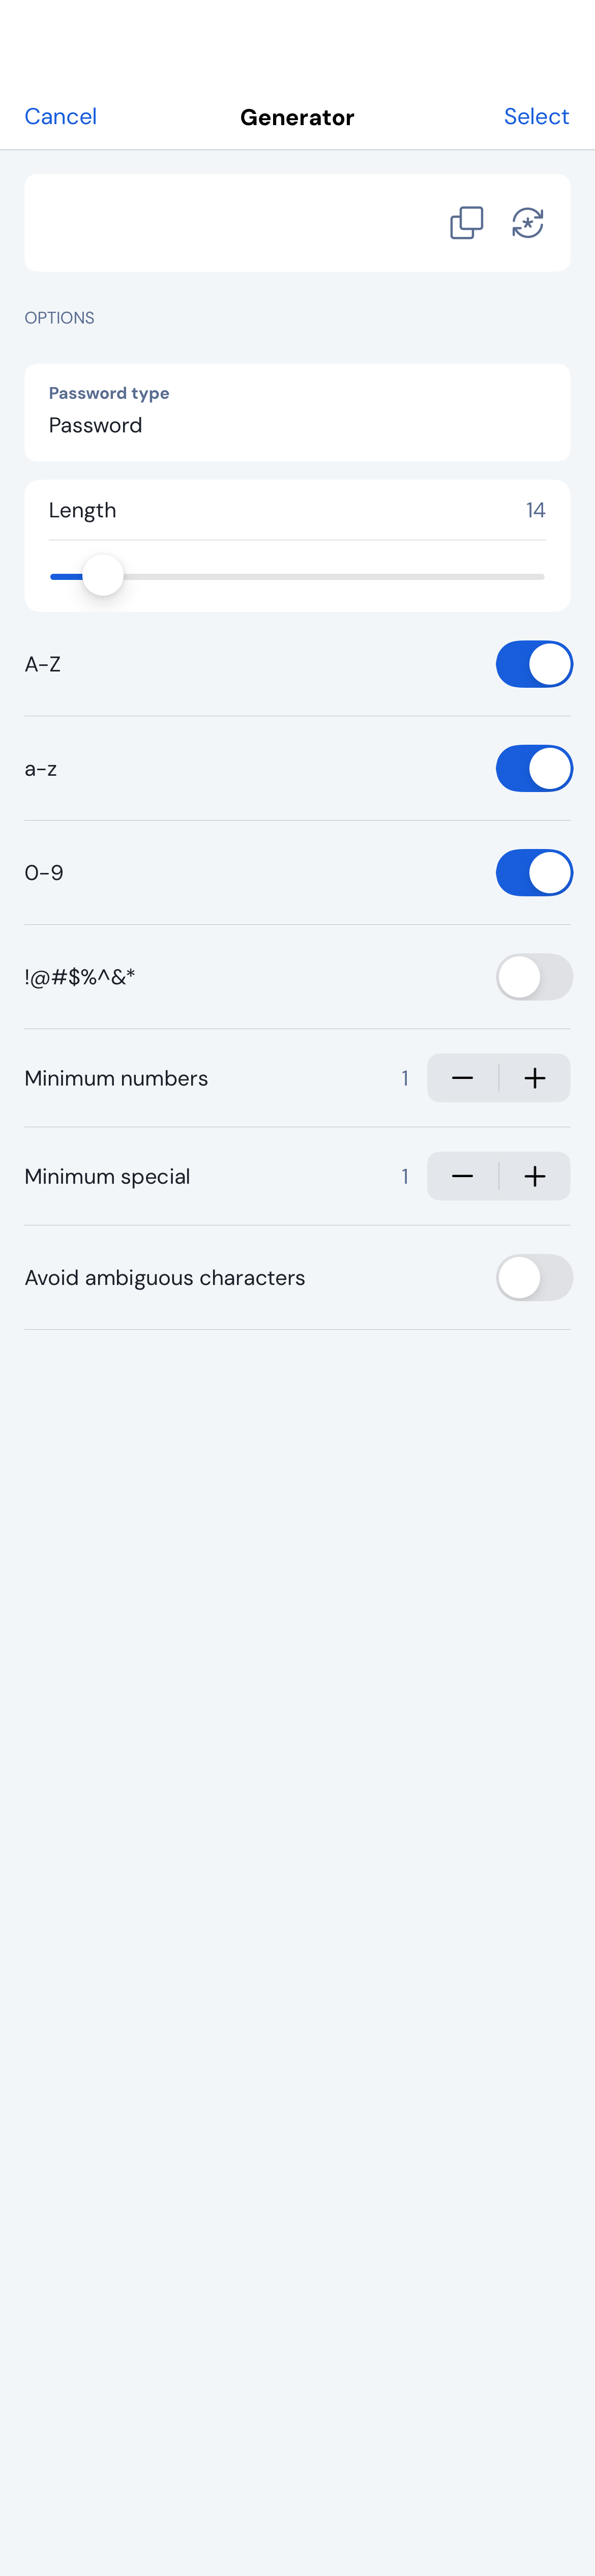 Cancel Generator Select
OPTIONS
Password type
Password
Length 14
A-Z
a-z
0-9
!@#$%^&*
Minimum numbers 1
Minimum special 1
Avoid ambiguous characters